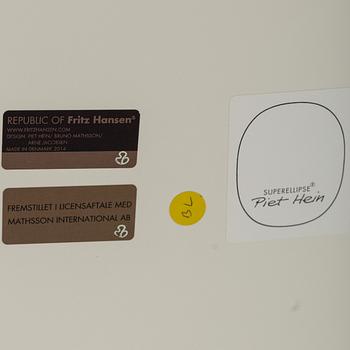 REPUBLIC OF Fritz Hansen®
WWW.FRITZHANSEN.COM
DESIGN: PIET HEIN/ BRUNO MATHSSON/
ARNE JACOBSEN
MADE IN DENMARK 2014
FREMSTILLET I LICENSAFTALE MED
MATHSSON INTERNATIONAL AB
BL
SUPERELLIPSE®
Piet Hein